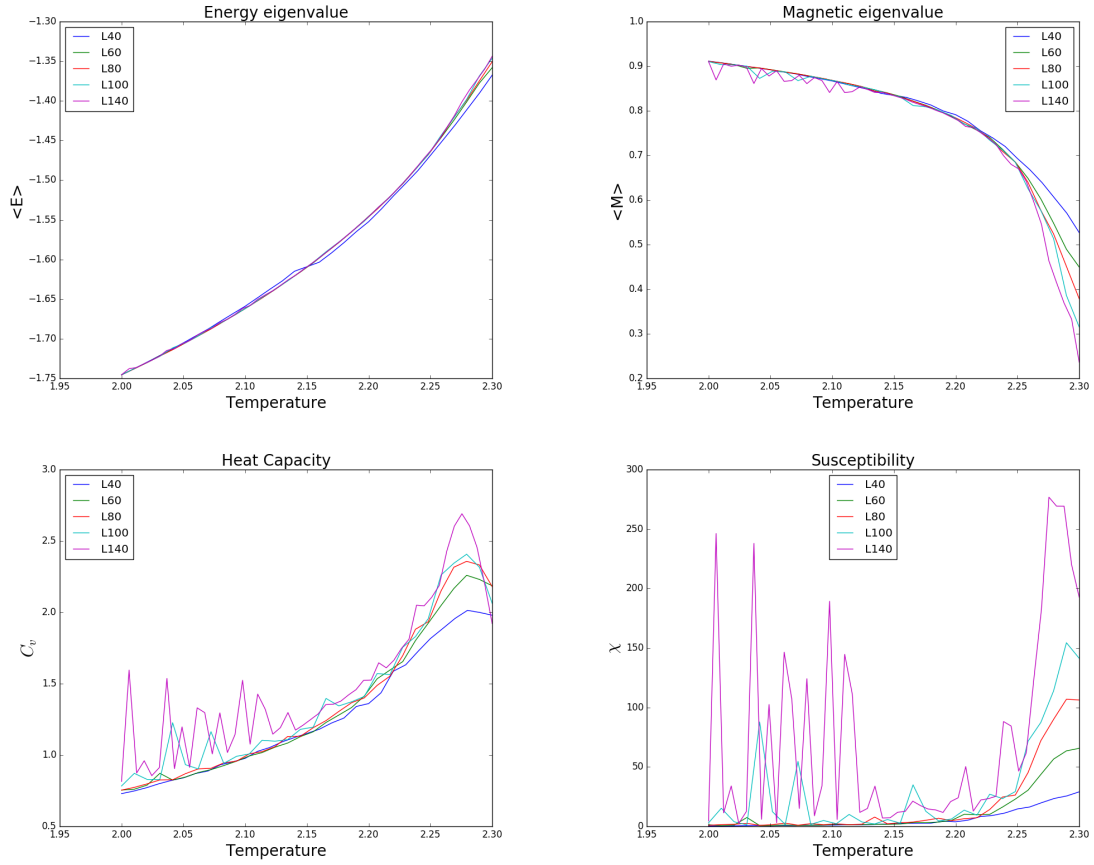 Energy eigenvalue
−1.30
−1.35
−1.40
−1.45
−1.50
−1.55
−1.60
−1.65
−1.70
−1.75
<E>
L40
L60
L80
L100
L140
1.95 2.00 2.05 2.10 2.15 2.20 2.25 2.30
Temperature
Magnetic eigenvalue
1.0
0.9
0.8
0.7
0.6
0.5
0.4
0.3
0.2
<M>
L40
L60
L80
L100
L140
1.95 2.00 2.05 2.10 2.15 2.20 2.25 2.30
Temperature
Heat Capacity
3.0
2.5
2.0
1.5
1.0
0.5
Cᵥ
L40
L60
L80
L100
L140
1.95 2.00 2.05 2.10 2.15 2.20 2.25 2.30
Temperature
Susceptibility
300
250
200
150
100
50
0
χ
L40
L60
L80
L100
L140
1.95 2.00 2.05 2.10 2.15 2.20 2.25 2.30
Temperature